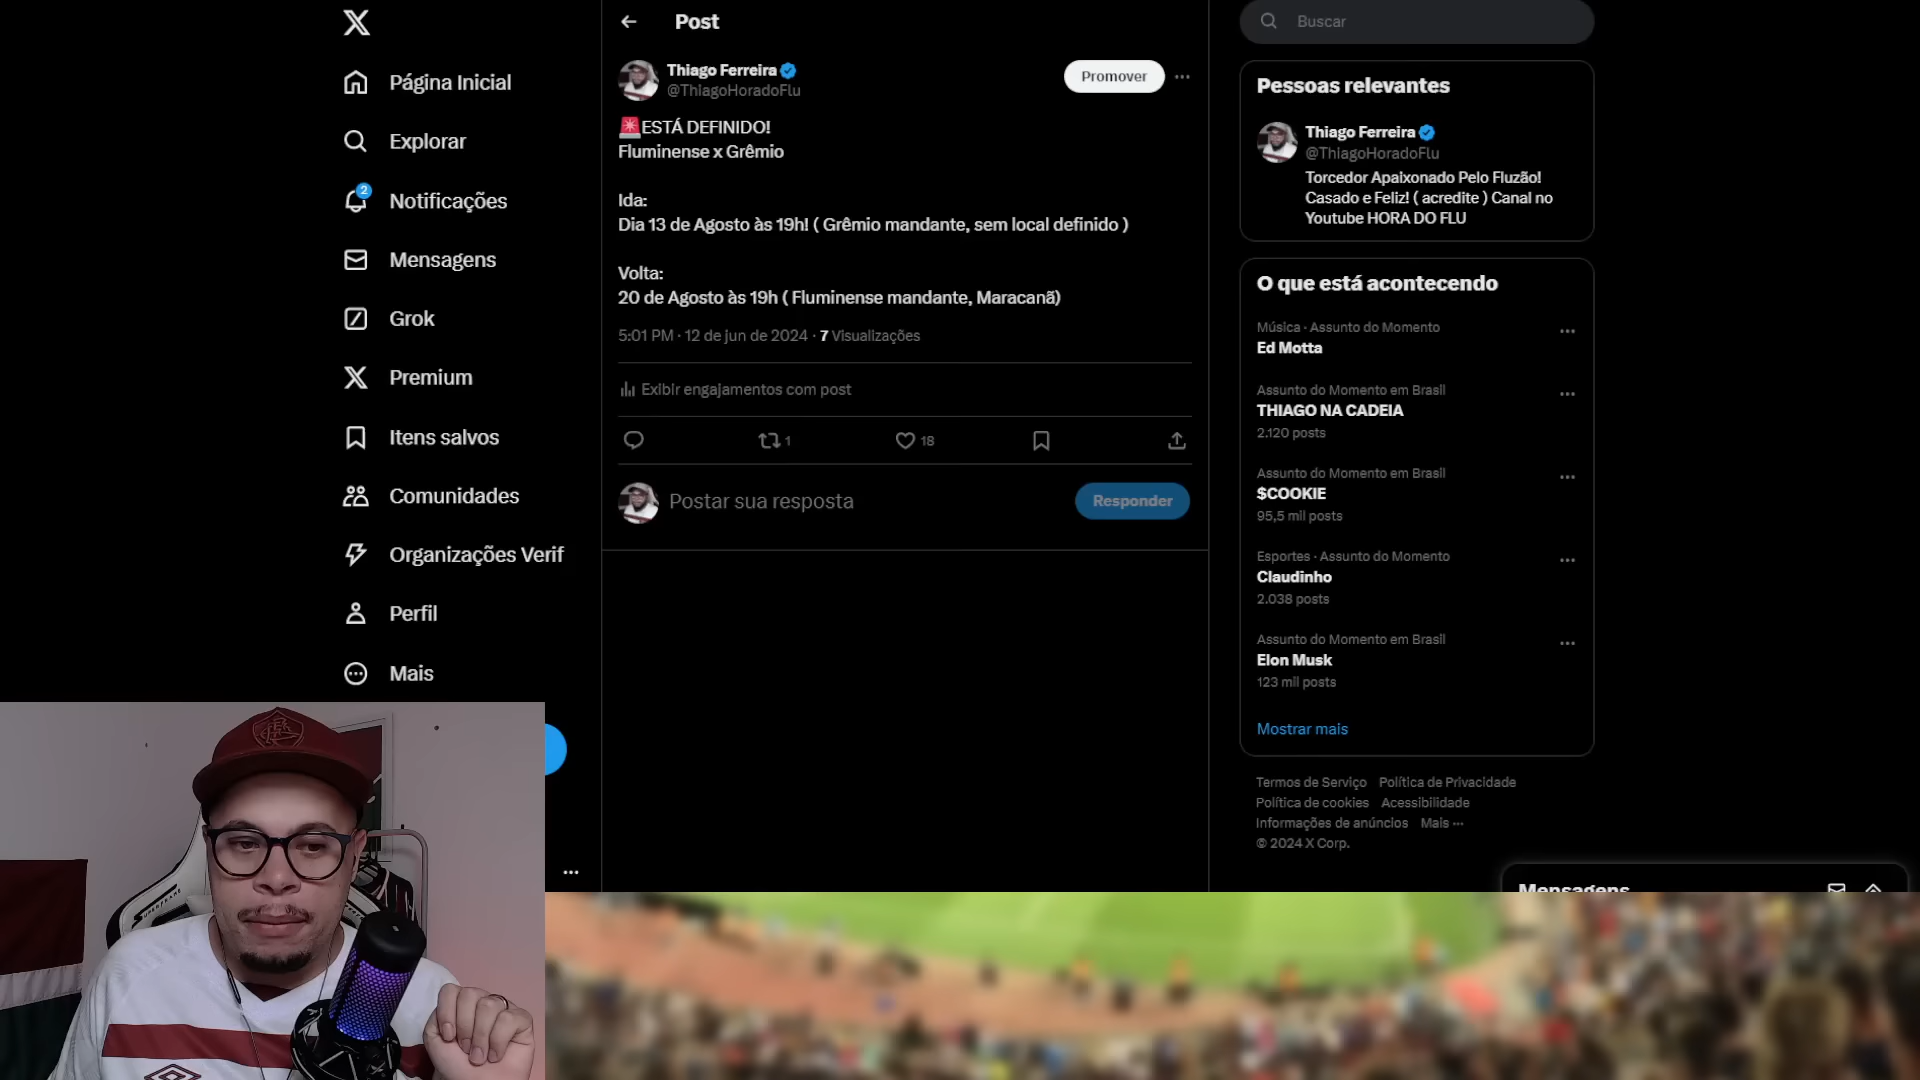 Página Inicial
Explorar
2
Notificações
Mensagens
Grok
Premium
Itens salvos
Comunidades
Organizações Verif
Perfil
Mais
Post
Thiago Ferreira
@ThiagoHoradoFlu
Promover
🚨ESTÁ DEFINIDO!
Fluminense x Grêmio
Ida:
Dia 13 de Agosto às 19h! ( Grêmio mandante, sem local definido )
Volta:
20 de Agosto às 19h ( Fluminense mandante, Maracanã)
5:01 PM · 12 de jun de 2024 · 7 Visualizações
Exibir engajamentos com post
1
18
Postar sua resposta
Responder
Buscar
Pessoas relevantes
Thiago Ferreira
@ThiagoHoradoFlu
Torcedor Apaixonado Pelo Fluzão!
Casado e Feliz! ( acredite ) Canal no
Youtube HORA DO FLU
O que está acontecendo
Música · Assunto do Momento
Ed Motta
Assunto do Momento em Brasil
THIAGO NA CADEIA
2.120 posts
Assunto do Momento em Brasil
$COOKIE
95,5 mil posts
Esportes · Assunto do Momento
Claudinho
2.038 posts
Assunto do Momento em Brasil
Elon Musk
123 mil posts
Mostrar mais
Termos de Serviço Política de Privacidade
Política de cookies Acessibilidade
Informações de anúncios Mais ···
© 2024 X Corp.
Mensagens